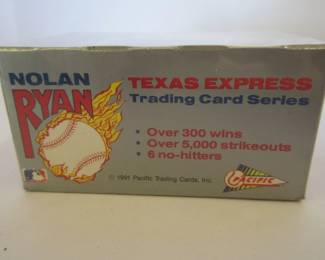 NOLAN
RYAN
TEXAS EXPRESS
Trading Card Series
• Over 300 wins
• Over 5,000 strikeouts
• 6 no-hitters
© 1991 Pacific Trading Cards, Inc.
PACIFIC